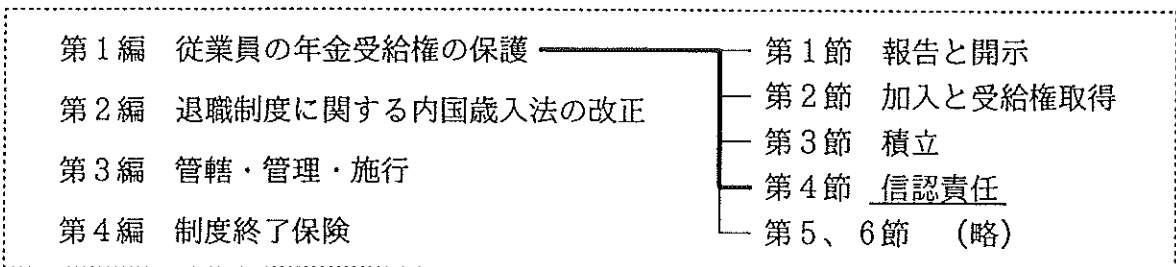 第1編 従業員の年金受給権の保護
第2編 退職制度に関する内国歳入法の改正
第3編 管轄・管理・施行
第4編 制度終了保険
第1節 報告と開示
第2節 加入と受給権取得
第3節 積立
第4節 信認責任
第5、6節 (略)